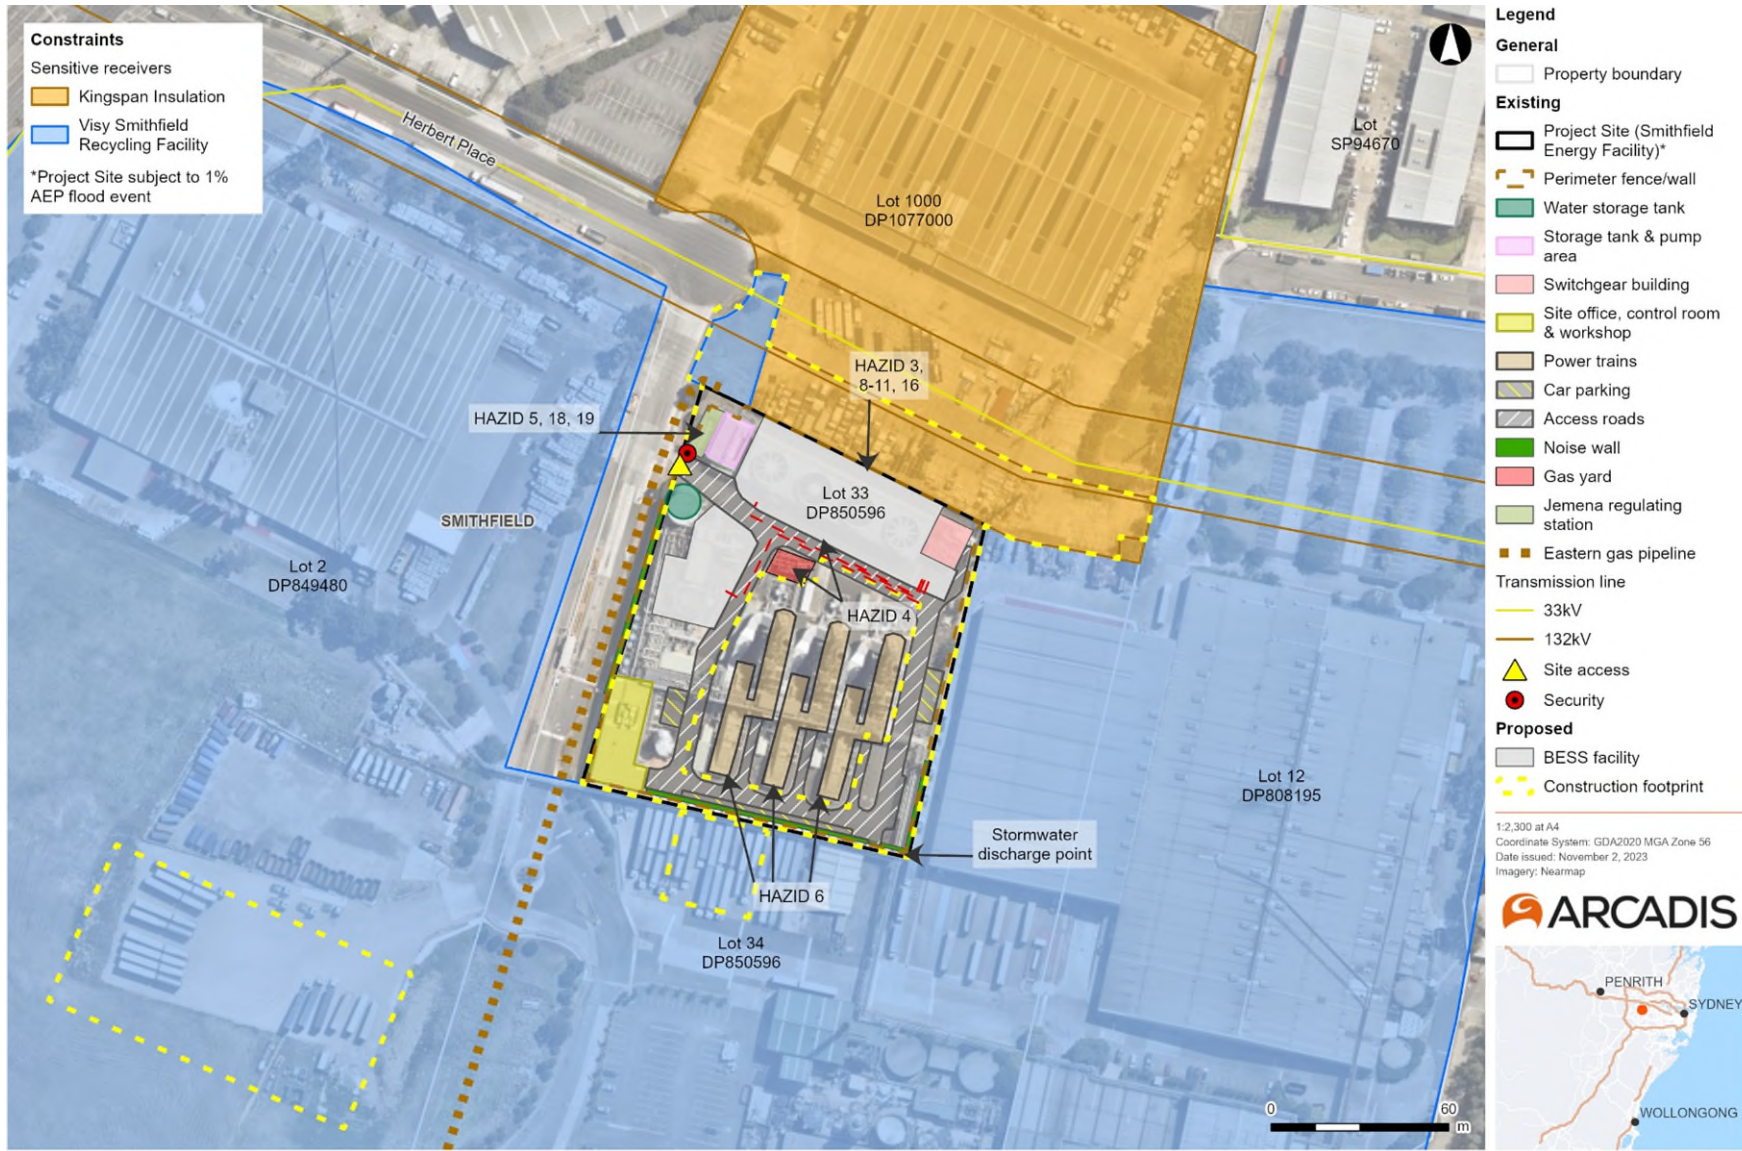 Constraints
Sensitive receivers
Kingspan Insulation
Visy Smithfield
Recycling Facility
*Project Site subject to 1%
AEP flood event
Herbert Place
Lot 1000
DP1077000
Lot
SP94670
HAZID 3,
8-11, 16
HAZID 5, 18, 19
Lot 33
DP850596
SMITHFIELD
Lot 2
DP849480
HAZID 4
Lot 12
DP808195
Stormwater
discharge point
HAZID 6
Lot 34
DP850596
0
60
m
Legend
General
Property boundary
Existing
Project Site (Smithfield
Energy Facility)*
Perimeter fence/wall
Water storage tank
Storage tank & pump
area
Switchgear building
Site office, control room
& workshop
Power trains
Car parking
Access roads
Noise wall
Gas yard
Jemena regulating
station
Eastern gas pipeline
Transmission line
33kV
132kV
Site access
Security
Proposed
BESS facility
Construction footprint
1:2,300 at A4
Coordinate System: GDA2020 MGA Zone 56
Date issued: November 2, 2023
Imagery: Nearmap
ARCADIS
PENRITH
SYDNEY
WOLLONGONG